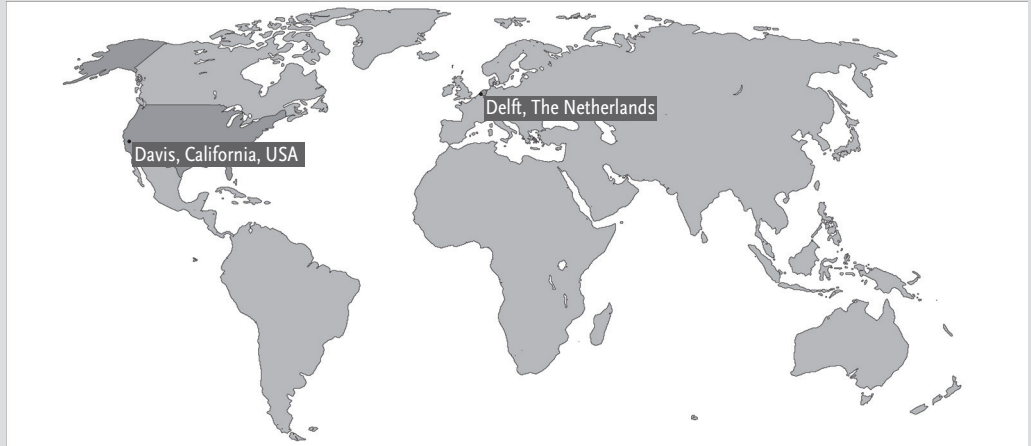 Delft, The Netherlands
Davis, California, USA